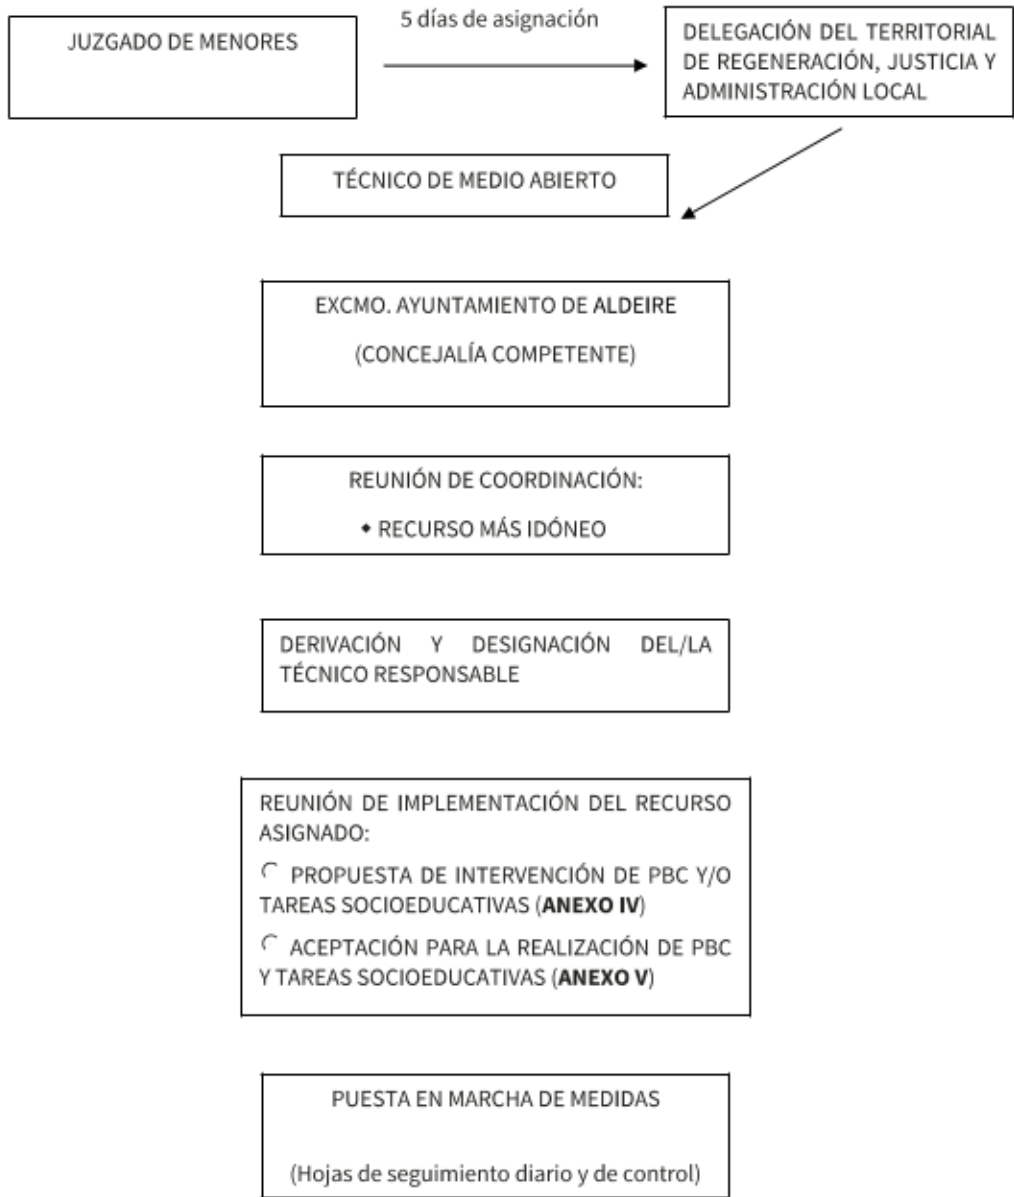 JUZGADO DE MENORES
5 días de asignación
DELEGACIÓN DEL TERRITORIAL
DE REGENERACIÓN, JUSTICIA Y
ADMINISTRACIÓN LOCAL
TÉCNICO DE MEDIO ABIERTO
EXCMO. AYUNTAMIENTO DE ALDEIRE
(CONCEJALÍA COMPETENTE)
REUNIÓN DE COORDINACIÓN:
◆ RECURSO MÁS IDÓNEO
DERIVACIÓN Y DESIGNACIÓN DEL/LA
TÉCNICO RESPONSABLE
REUNIÓN DE IMPLEMENTACIÓN DEL RECURSO
ASIGNADO:
PROPUESTA DE INTERVENCIÓN DE PBC Y/O
TAREAS SOCIOEDUCATIVAS (ANEXO IV)
ACEPTACIÓN PARA LA REALIZACIÓN DE PBC
Y TAREAS SOCIOEDUCATIVAS (ANEXO V)
PUESTA EN MARCHA DE MEDIDAS
(Hojas de seguimiento diario y de control)